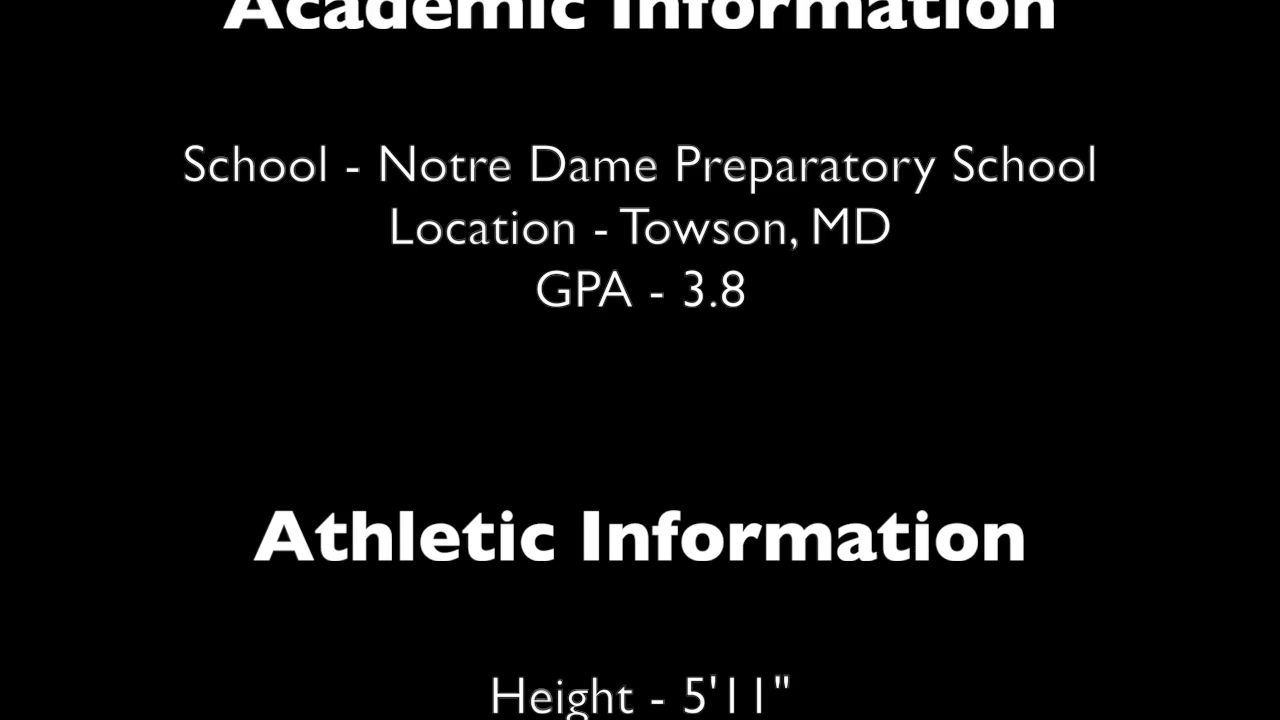 Academic Information
School - Notre Dame Preparatory School
Location - Towson, MD
GPA - 3.8
Athletic Information
Height - 5'11"